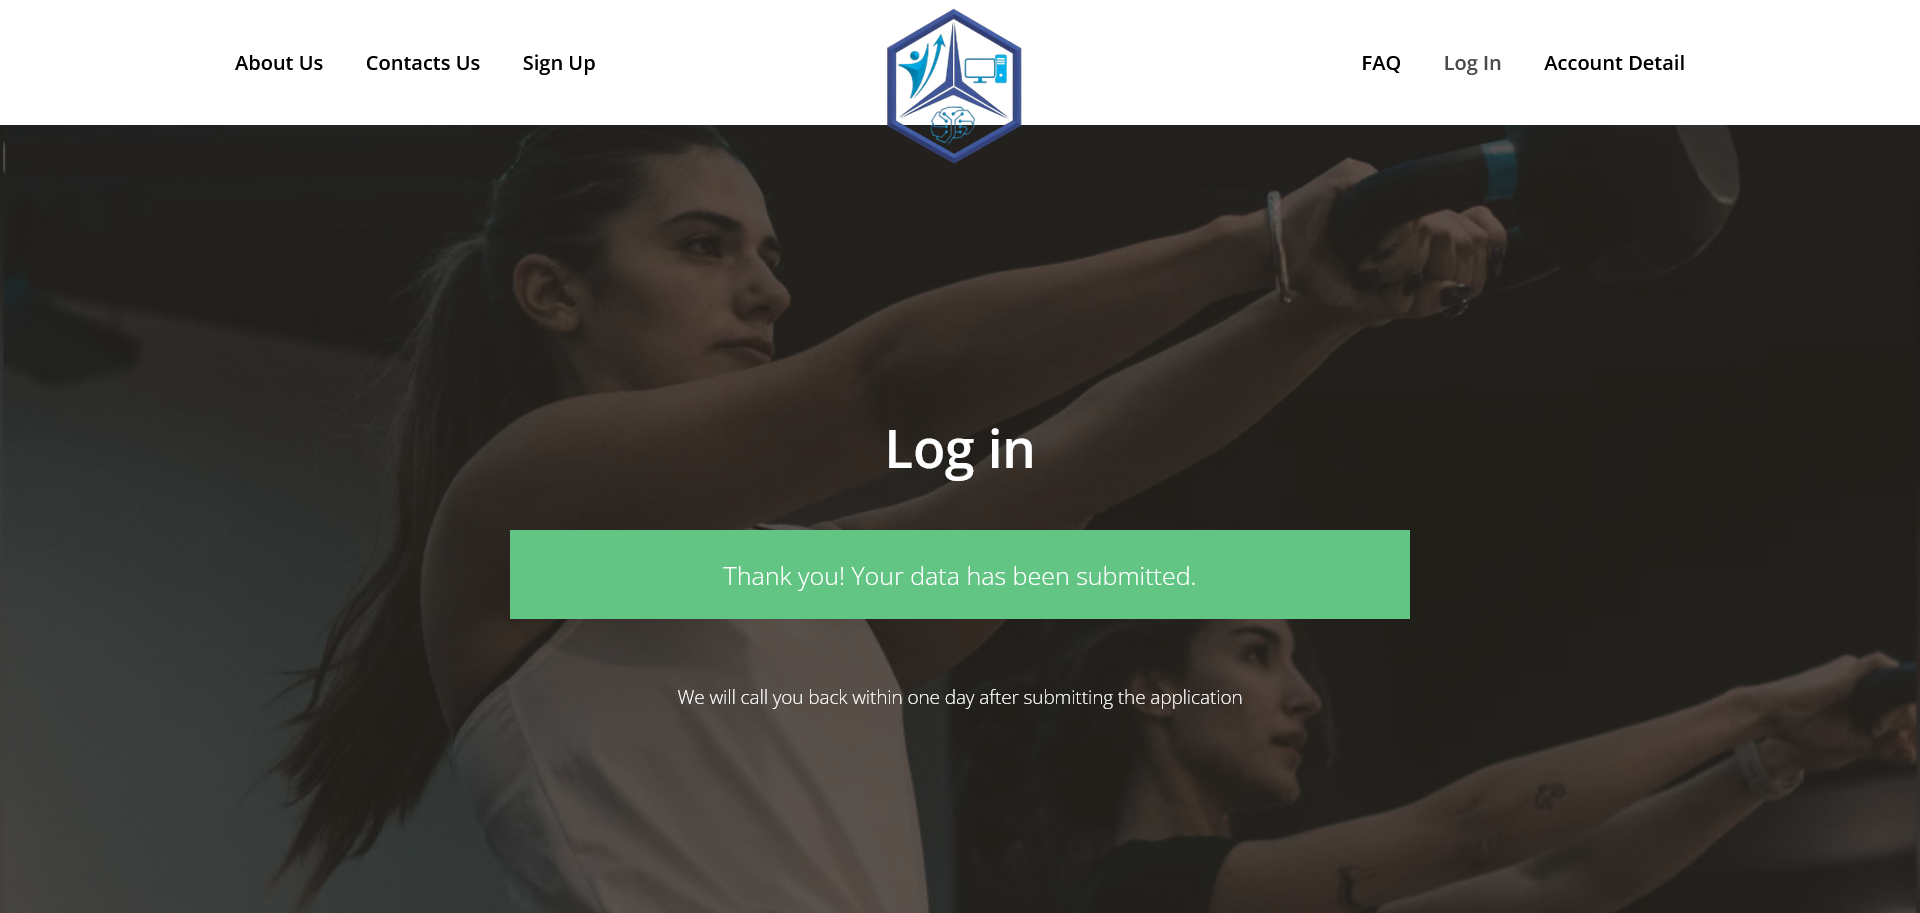 About Us
Contacts Us
Sign Up
FAQ
Log In
Account Detail
Log in
Thank you! Your data has been submitted.
We will call you back within one day after submitting the application